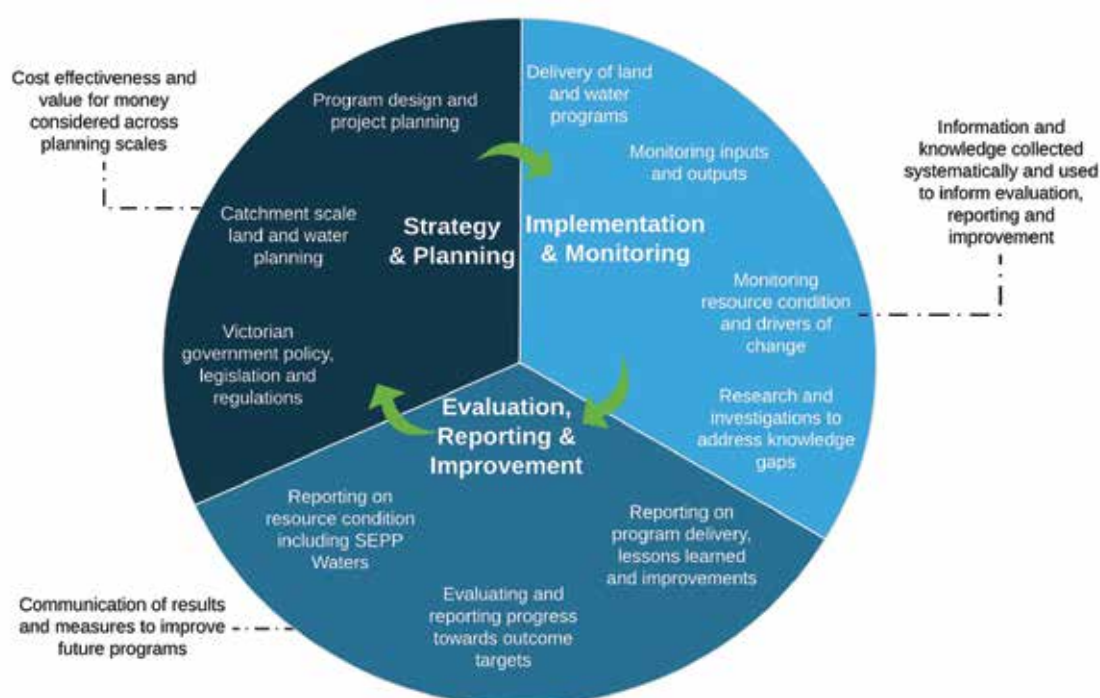 Cost effectiveness and
value for money
considered across
planning scales
Program design and
project planning
Catchment scale
land and water
planning
Victorian
government policy,
legislation and
regulations
Strategy
& Planning
Delivery of land
and water
programs
Monitoring inputs
and outputs
Implementation
& Monitoring
Monitoring
resource condition
and drivers of
change
Research and
investigations to
address knowledge
gaps
Information and
knowledge collected
systematically and used
to inform evaluation,
reporting and
improvement
Evaluation,
Reporting &
Improvement
Reporting on
resource condition
including SEPP
Waters
Evaluating and
reporting progress
towards outcome
targets
Reporting on
program delivery,
lessons learned
and improvements
Communication of results
and measures to improve
future programs